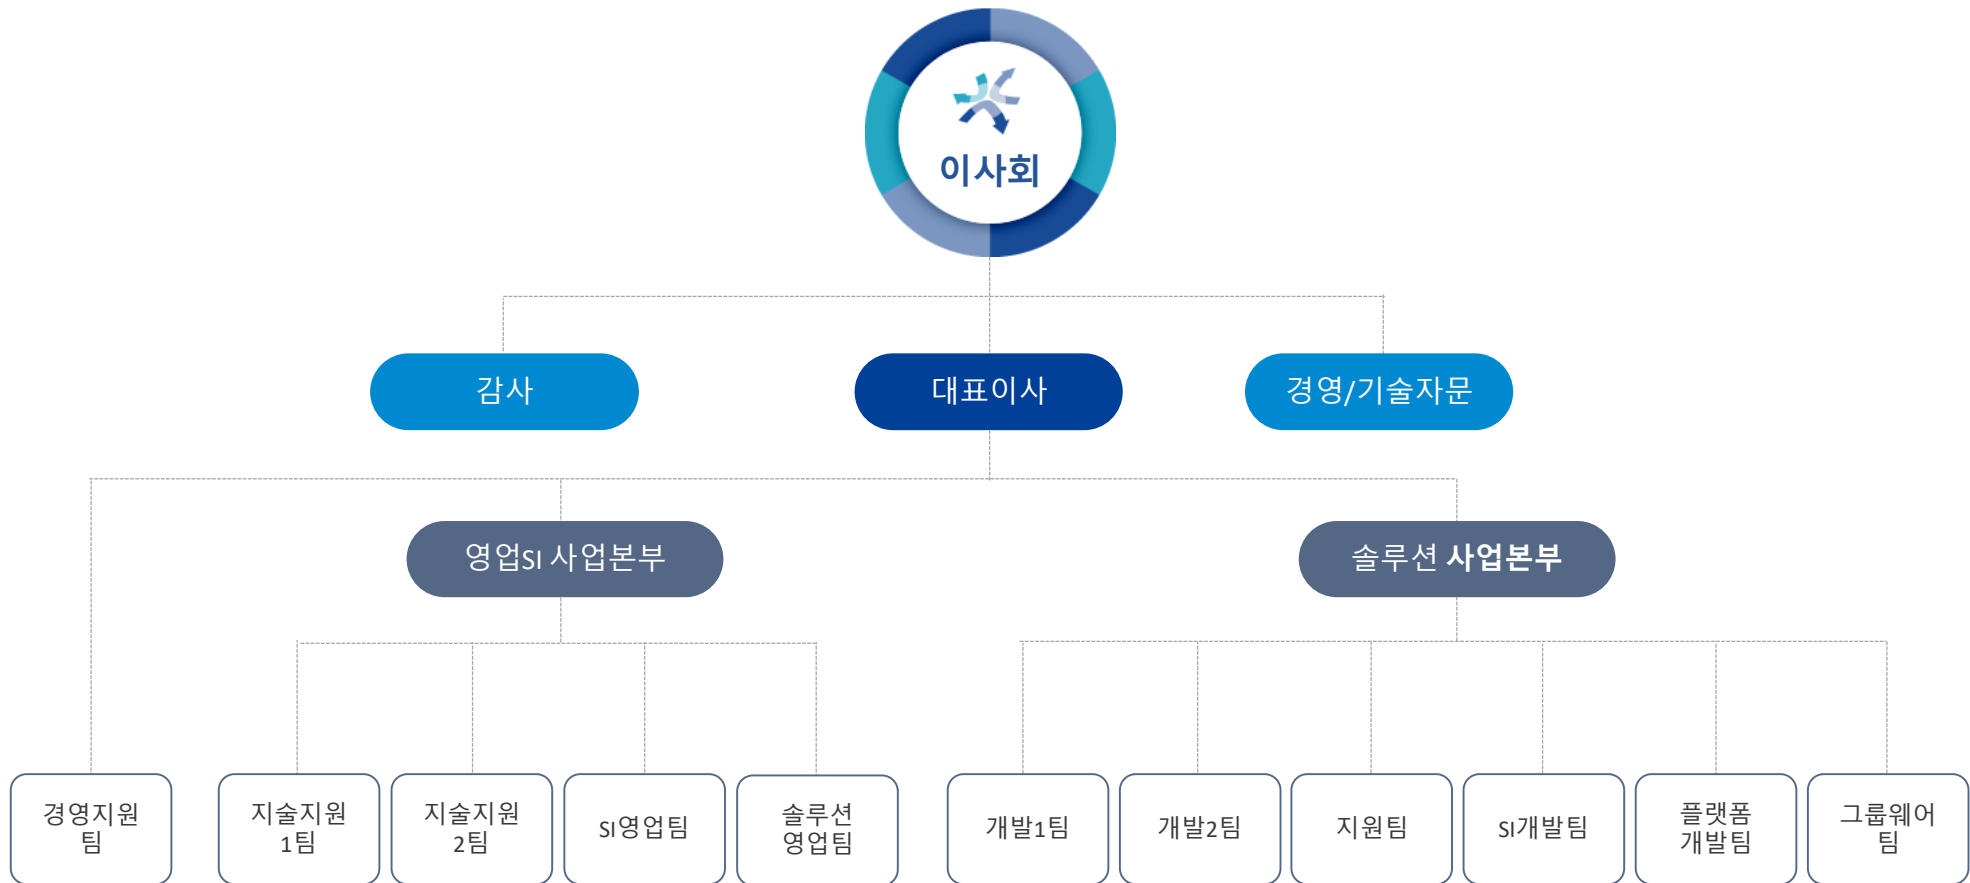 이사회
감사
대표이사
경영/기술자문
영업SI 사업본부
솔루션 사업본부
경영지원
팀
지술지원
1팀
지술지원
2팀
SI영업팀
솔루션
영업팀
개발1팀
개발2팀
지원팀
SI개발팀
플랫폼
개발팀
그룹웨어
팀